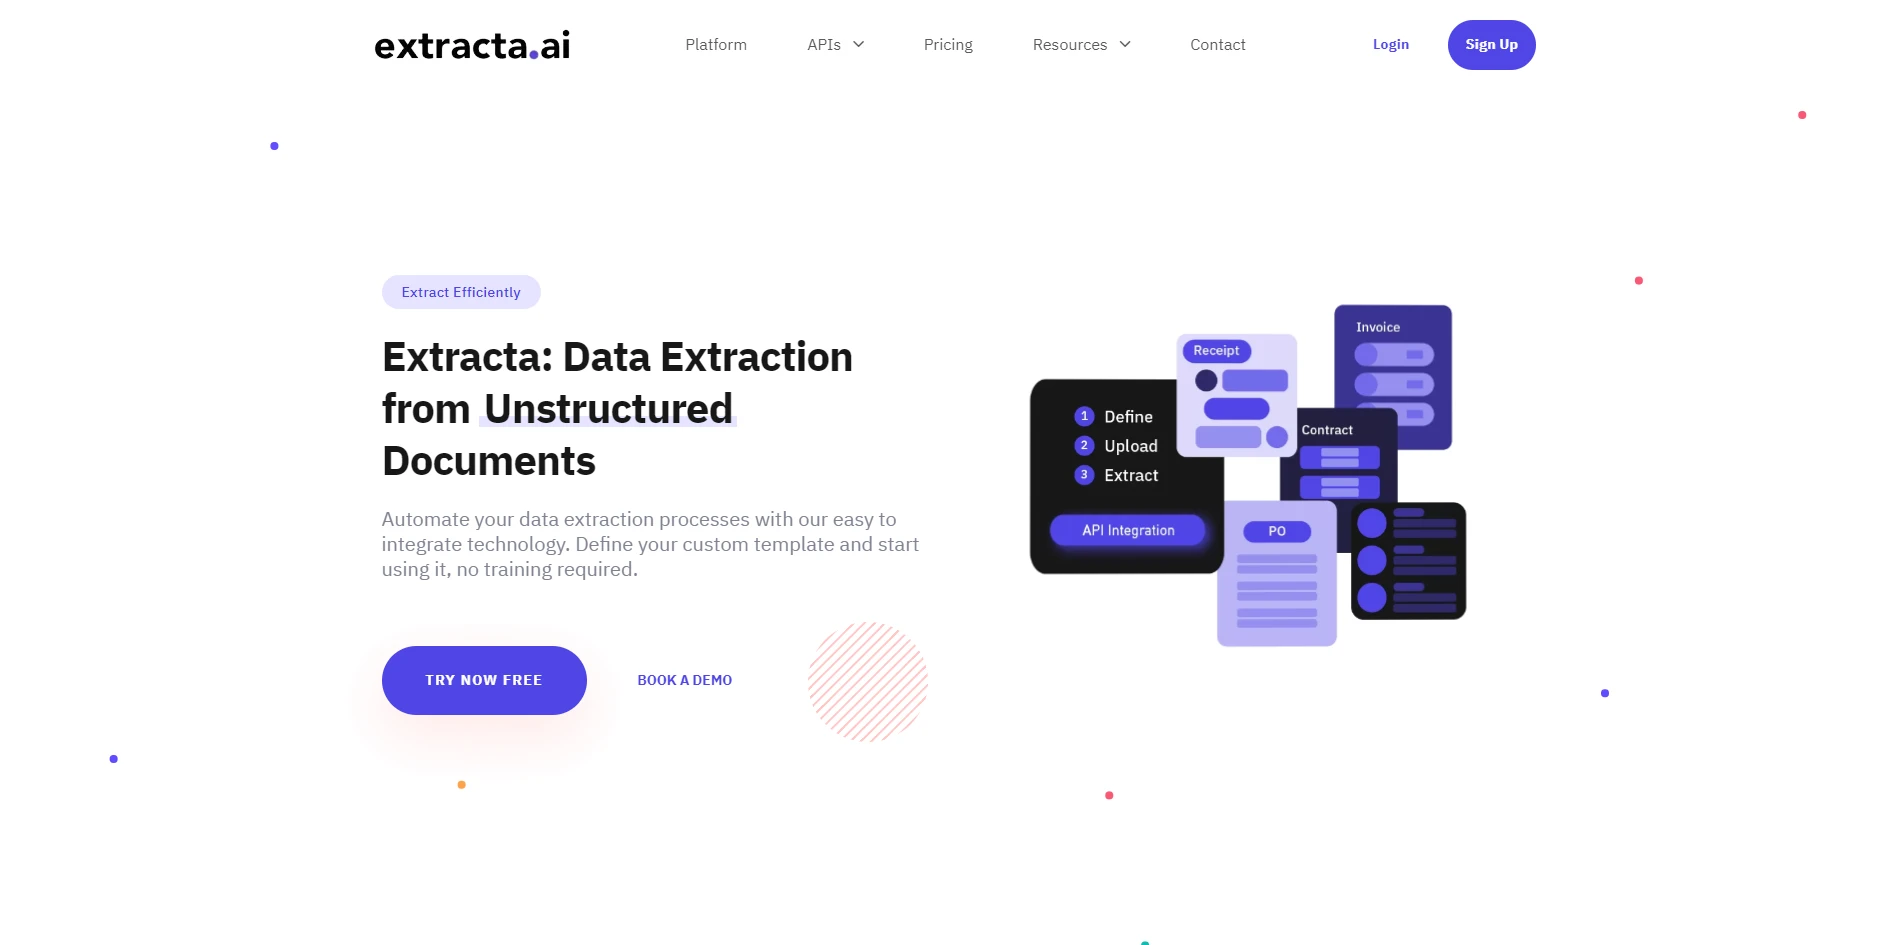 extracta.ai
Platform
APIs
Pricing
Resources
Contact
Login
Sign Up
Extract Efficiently
Extracta: Data Extraction
from Unstructured
Documents
Automate your data extraction processes with our easy to
integrate technology. Define your custom template and start
using it, no training required.
TRY NOW FREE
BOOK A DEMO
1 Define
2 Upload
3 Extract
API Integration
Receipt
Invoice
Contract
PO